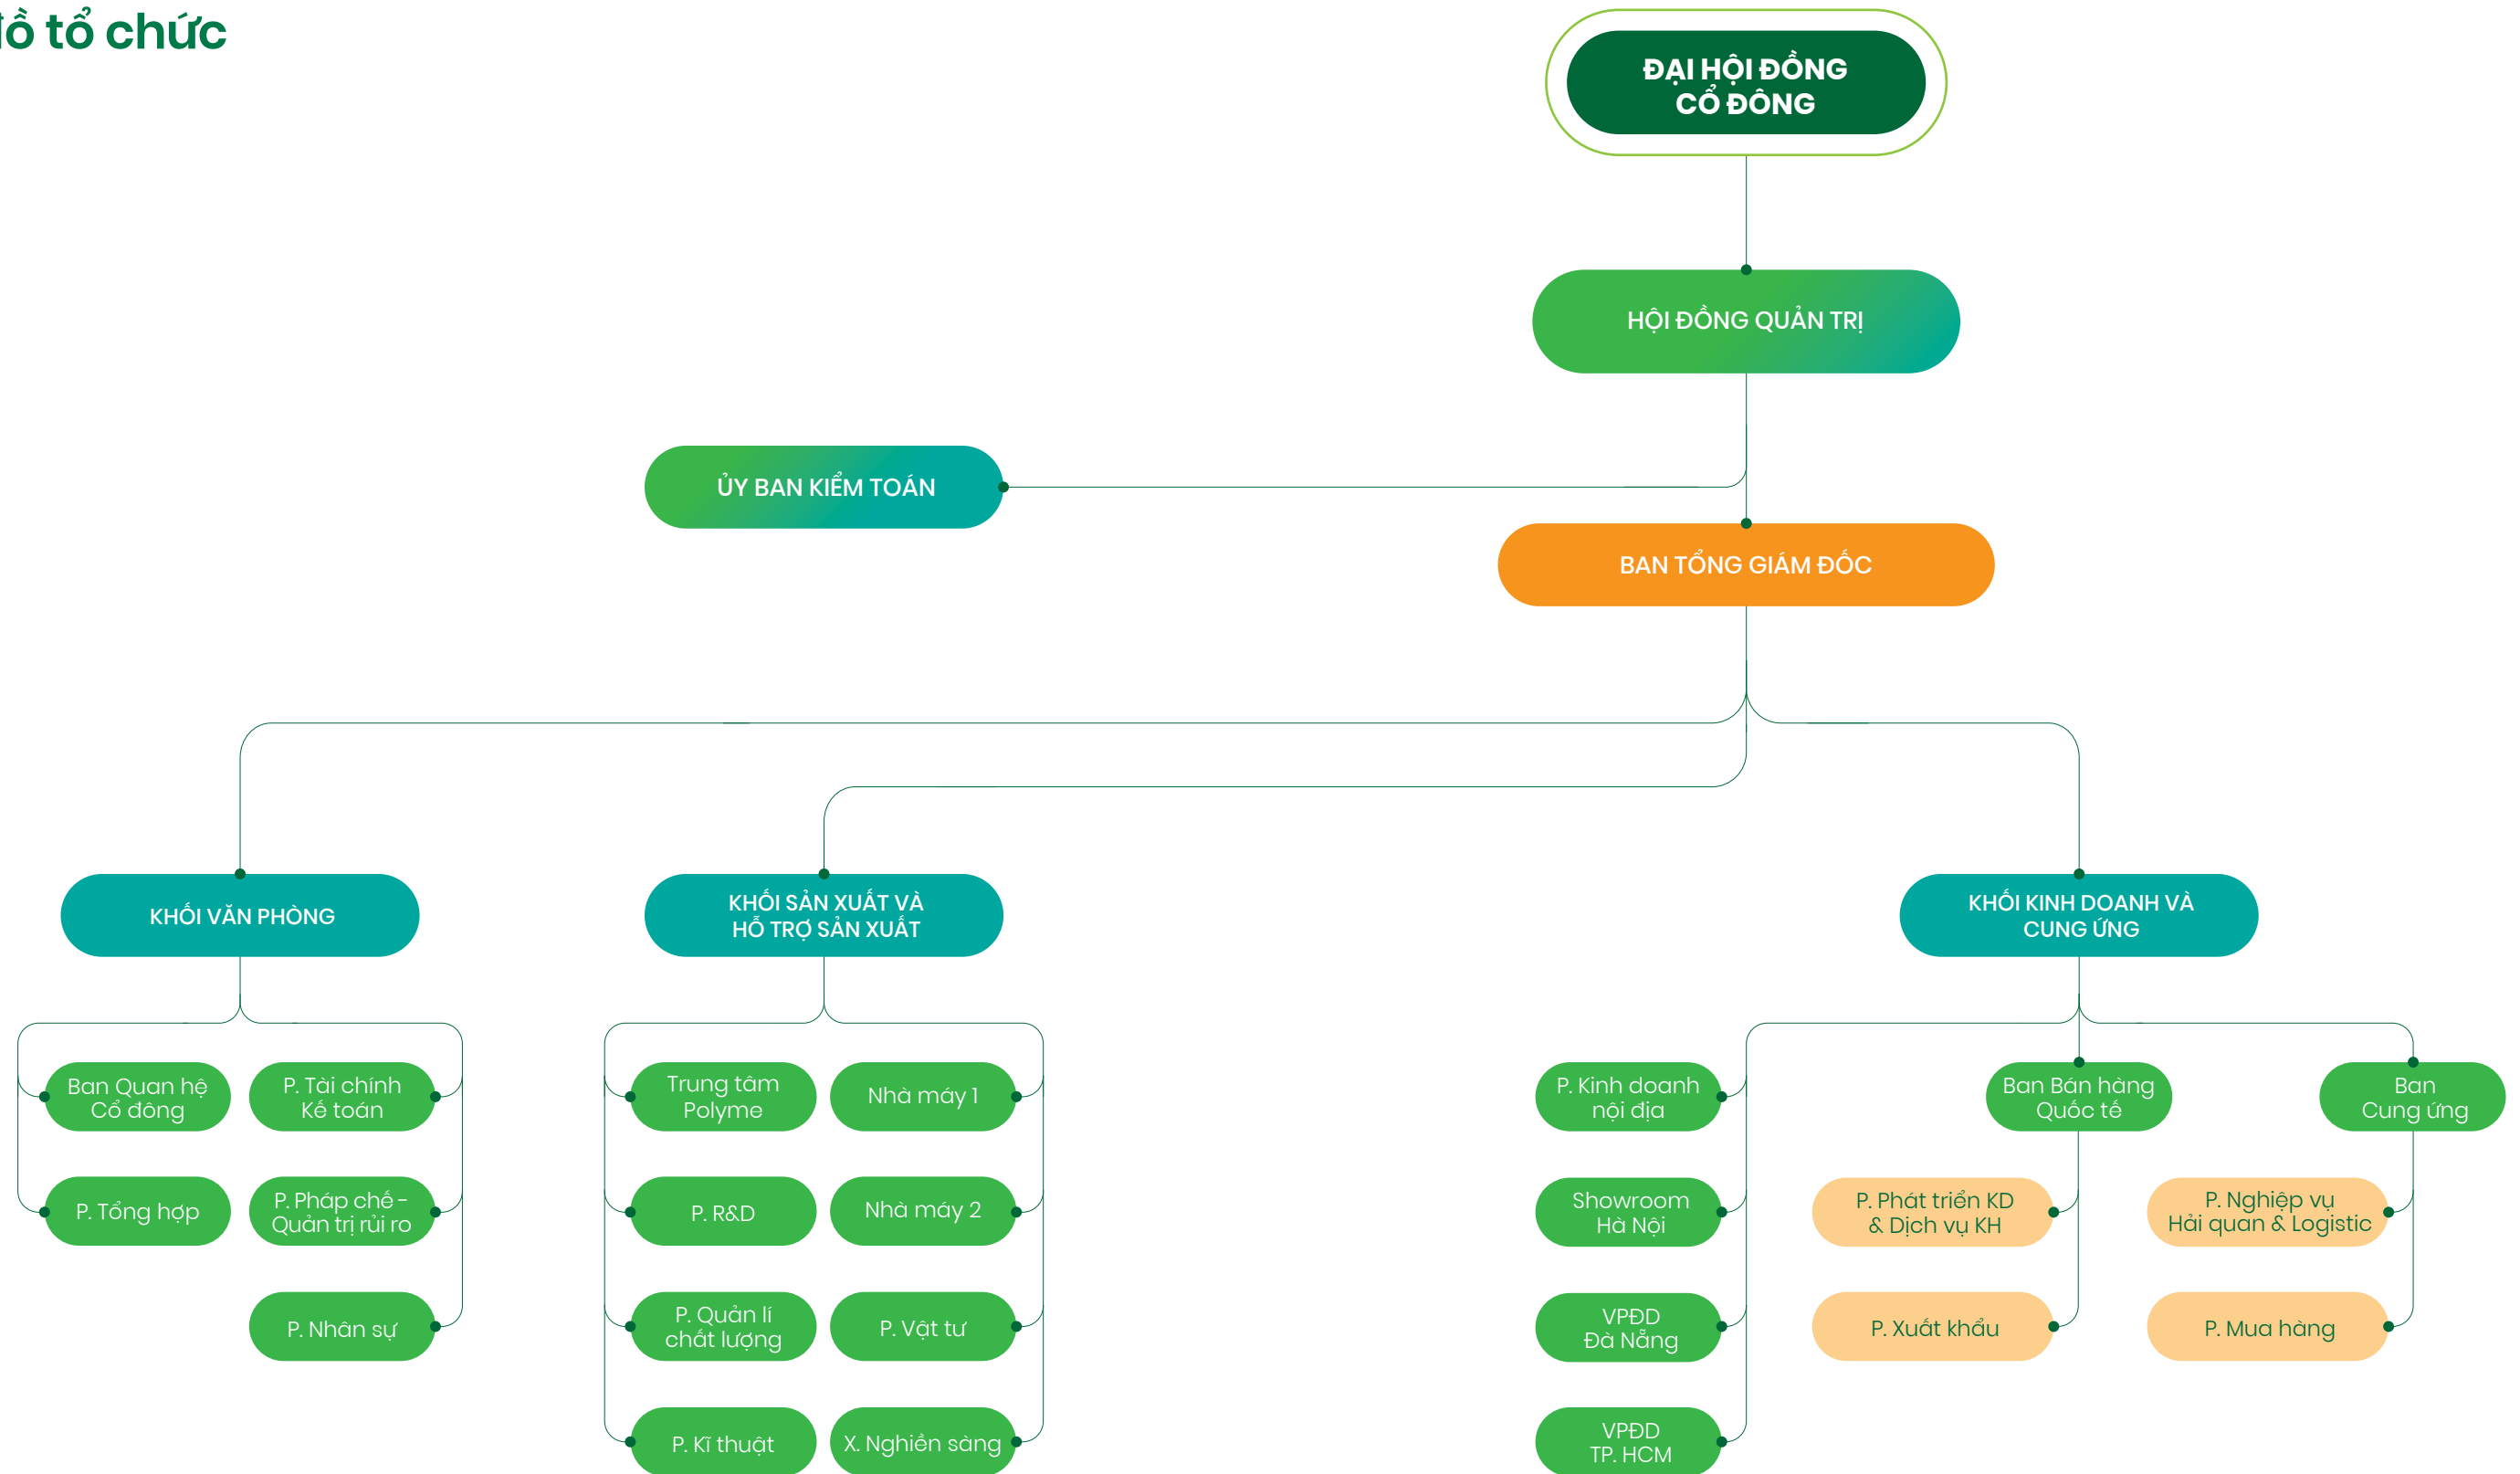 ồ tổ chức
ĐẠI HỘI ĐỒNG
CỔ ĐÔNG
HỘI ĐỒNG QUẢN TRỊ
ỦY BAN KIỂM TOÁN
BAN TỔNG GIÁM ĐỐC
KHỐI VĂN PHÒNG
KHỐI SẢN XUẤT VÀ
HỖ TRỢ SẢN XUẤT
KHỐI KINH DOANH VÀ
CUNG ỨNG
Ban Quan hệ
Cổ đông
P. Tổng hợp
P. Tài chính
Kế toán
P. Pháp chế -
Quản trị rủi ro
P. Nhân sự
Trung tâm
Polyme
P. R&D
P. Quản lí
chất lượng
P. Kĩ thuật
Nhà máy 1
Nhà máy 2
P. Vật tư
X. Nghiền sàng
P. Kinh doanh
nội địa
Showroom
Hà Nội
VPĐD
Đà Nẵng
VPĐD
TP. HCM
Ban Bán hàng
Quốc tế
P. Phát triển KD
& Dịch vụ KH
P. Xuất khẩu
Ban
Cung ứng
P. Nghiệp vụ
Hải quan & Logistic
P. Mua hàng